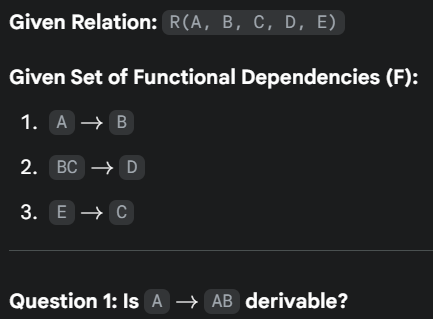 Given Relation: R(A, B, C, D, E)
Given Set of Functional Dependencies (F):
1. A → B
2. BC → D
3. E → C
Question 1: Is A → AB derivable?